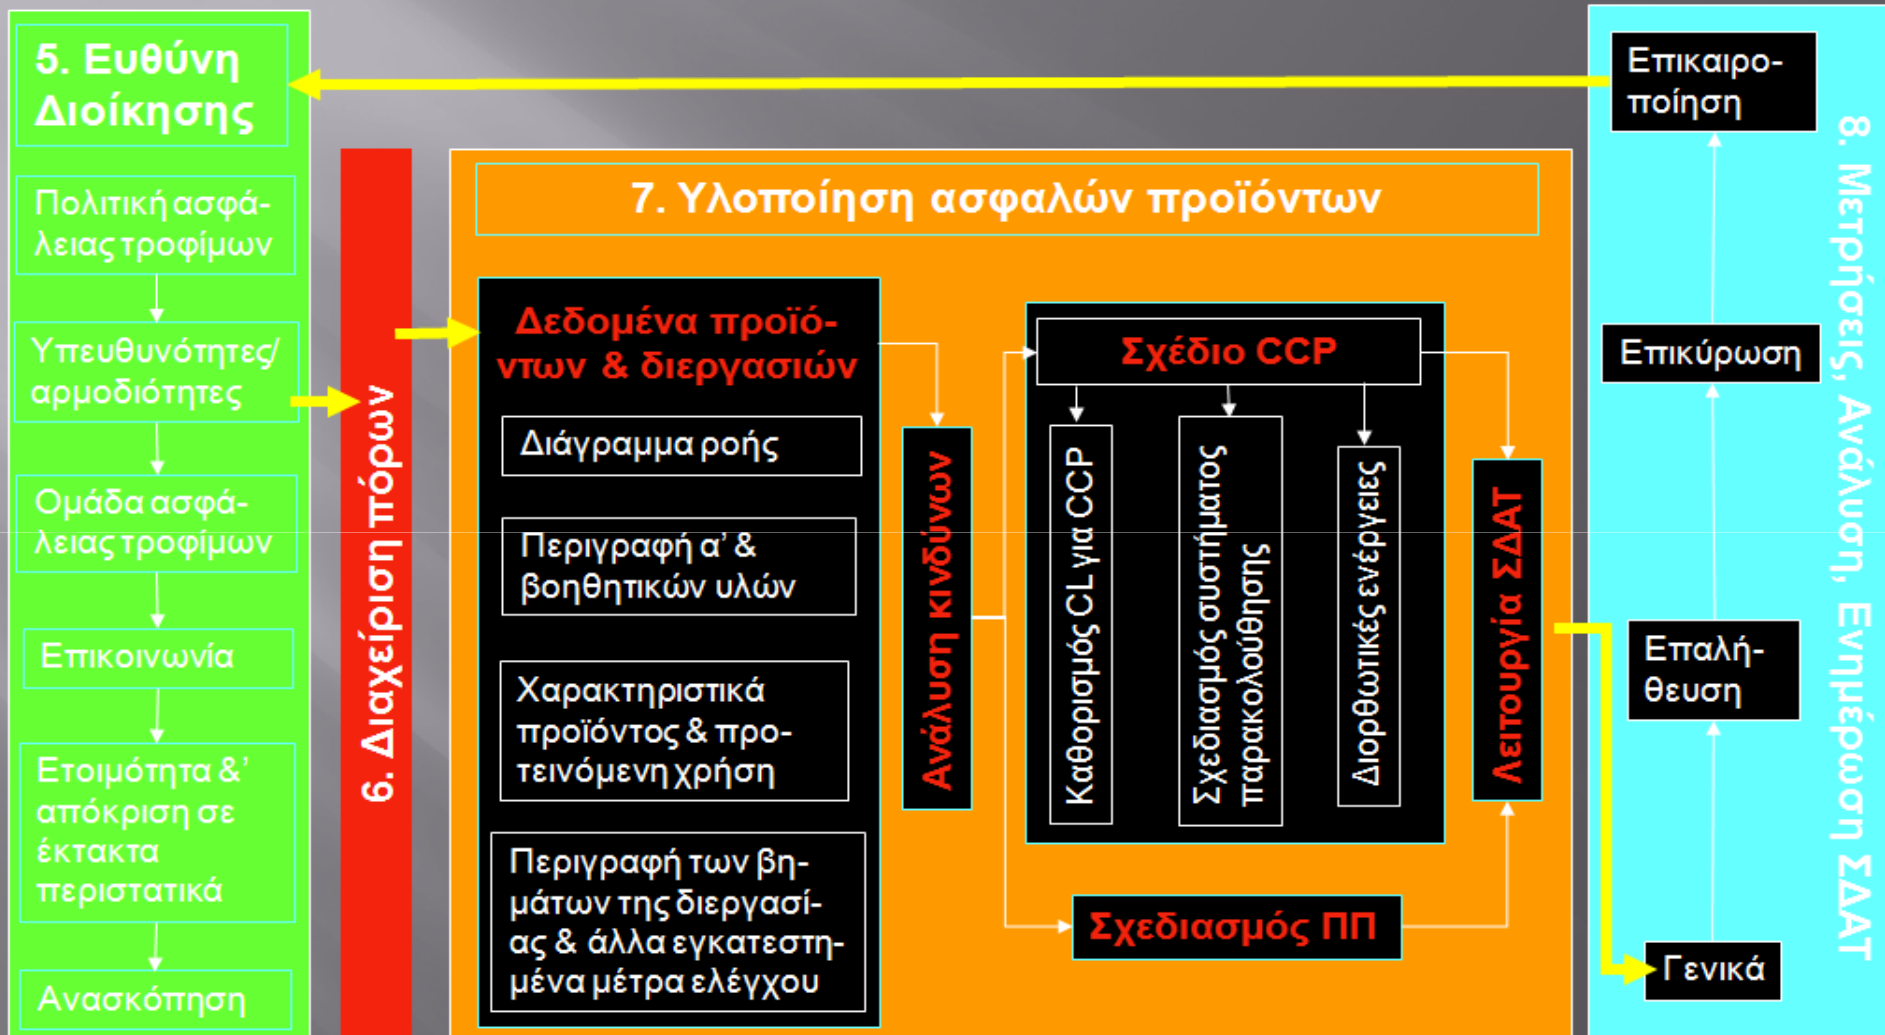 5. Ευθύνη
Διοίκησης
Πολιτική ασφά-
λειας τροφίμων
Υπευθυνότητες/
αρμοδιότητες
Ομάδα ασφά-
λειας τροφίμων
Επικοινωνία
Ετοιμότητα &’
απόκριση σε
έκτακτα
περιστατικά
Ανασκόπηση
6. Διαχείριση πόρων
7. Υλοποίηση ασφαλών προϊόντων
Δεδομένα προϊό-
ντων & διεργασιών
Διάγραμμα ροής
Περιγραφή α’ &
βοηθητικών υλών
Χαρακτηριστικά
προϊόντος & προ-
τεινόμενη χρήση
Περιγραφή των βη-
μάτων της διεργασί-
ας & άλλα εγκατεστη-
μένα μέτρα ελέγχου
Ανάλυση κινδύνων
Σχέδιο CCP
Καθορισμός CL για CCP
Σχεδιασμός συστήματος
παρακολούθησης
Διορθωτικές ενέργειες
Σχεδιασμός ΠΠ
Λειτουργία ΣΔΑΤ
Επικαιρο-
ποίηση
Επικύρωση
Επαλή-
θευση
Γενικά
8. Μετρήσεις, Ανάλυση, Ενημέρωση ΣΔΑΤ